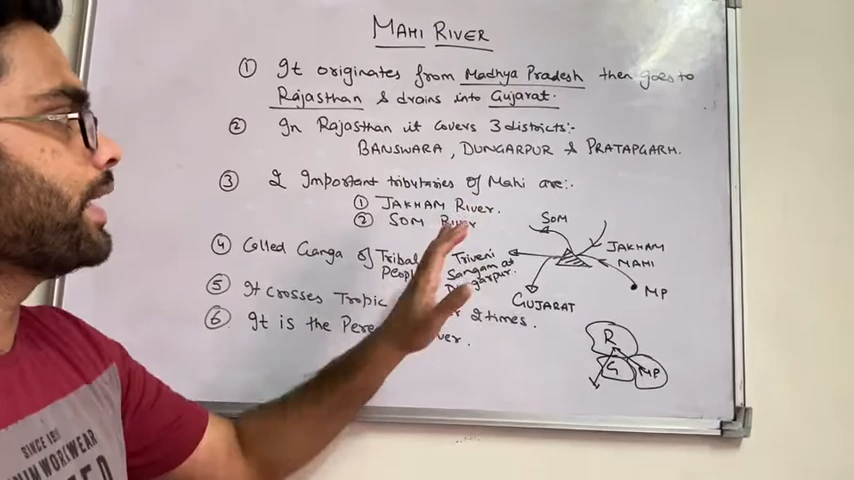 MAHI RIVER
① It originates from Madhya Pradesh then goes to
Rajasthan & drains into Gujarat.
② In Rajasthan it covers 3 districts:-
BANSWARA, DUNGARPUR & PRATAPGARH.
③ 2 Important tributaries of Mahi are:-
① JAKHAM River.
② SOM River
④ Called Ganga of Tribal
People
Triveni
Sangam at
Dungarpur.
SOM
JAKHAM
MAHI
MP
GUJARAT
⑤ It crosses Tropic 2 times.
⑥ It is the
R
G
MP
SINCE
WORKWEAR